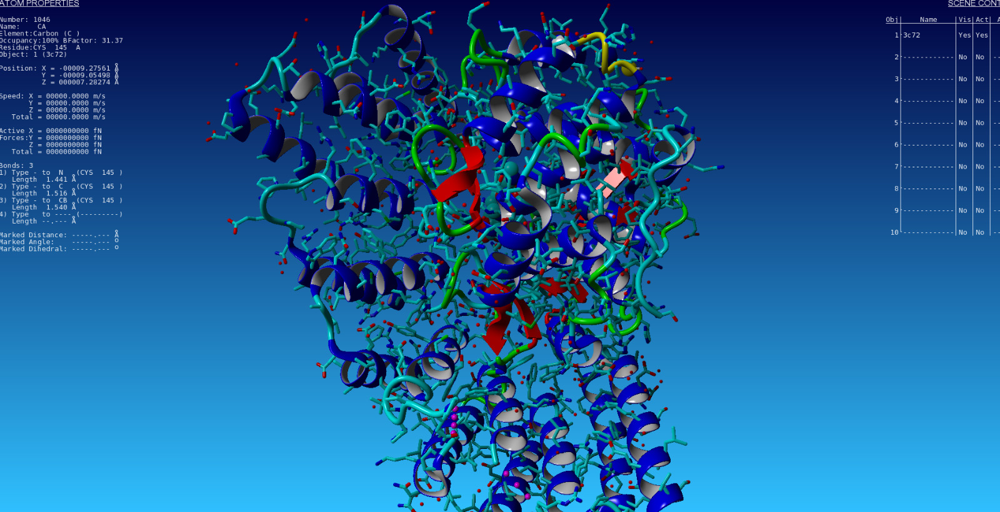 ATOM PROPERTIES
Number: 1046
Name: CA
Element:Carbon (C )
Occupancy:100% BFactor: 31.37
Residue:CYS 145 A
Object: 1 (3c72)
Position: X = -00009.27561 Å
Y = -00009.05498 Å
Z = 000007.28274 Å
Speed: X = 00000.0000 m/s
Y = 00000.0000 m/s
Z = 00000.0000 m/s
Total = 00000.0000 m/s
Active X = 0000000000 fN
Forces:Y = 0000000000 fN
Z = 0000000000 fN
Total = 0000000000 fN
Bonds: 3
1) Type - to N (CYS 145 )
Length 1.441 Å
2) Type - to C (CYS 145 )
Length 1.516 Å
3) Type - to CB (CYS 145 )
Length 1.540 Å
4) Type to ---- (---------)
Length --.--- Å
Marked Distance: -----.--- Å
Marked Angle: -----.--- o
Marked Dihedral: -----.--- o
SCENE CONT
Obj Name Vis Act A
1 3c72 Yes Yes
2 ------------ No No --
3 ------------ No No --
4 ------------ No No --
5 ------------ No No --
6 ------------ No No --
7 ------------ No No --
8 ------------ No No --
9 ------------ No No --
10 ------------ No No --